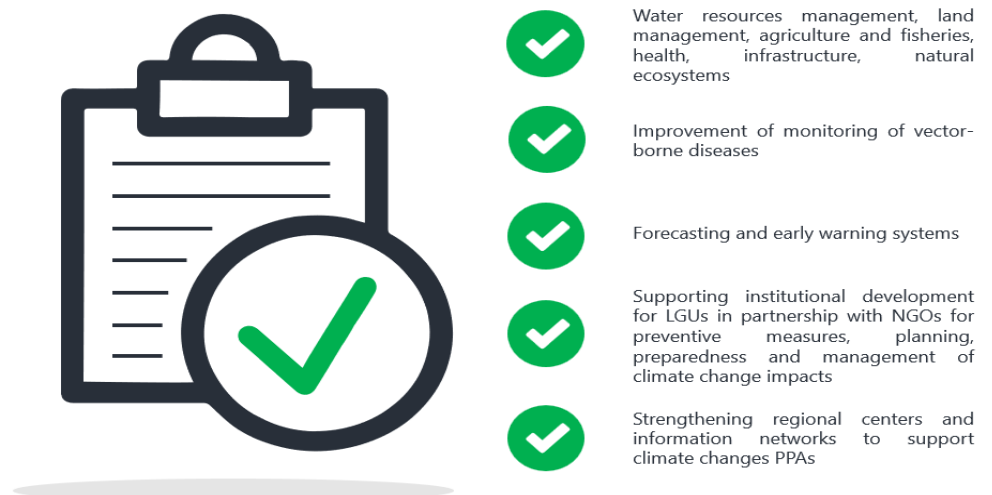 Water resources management, land
management, agriculture and fisheries,
health, infrastructure, natural
ecosystems
Improvement of monitoring of vector-
borne diseases
Forecasting and early warning systems
Supporting institutional development
for LGUs in partnership with NGOs for
preventive measures, planning,
preparedness and management of
climate change impacts
Strengthening regional centers and
information networks to support
climate changes PPAs